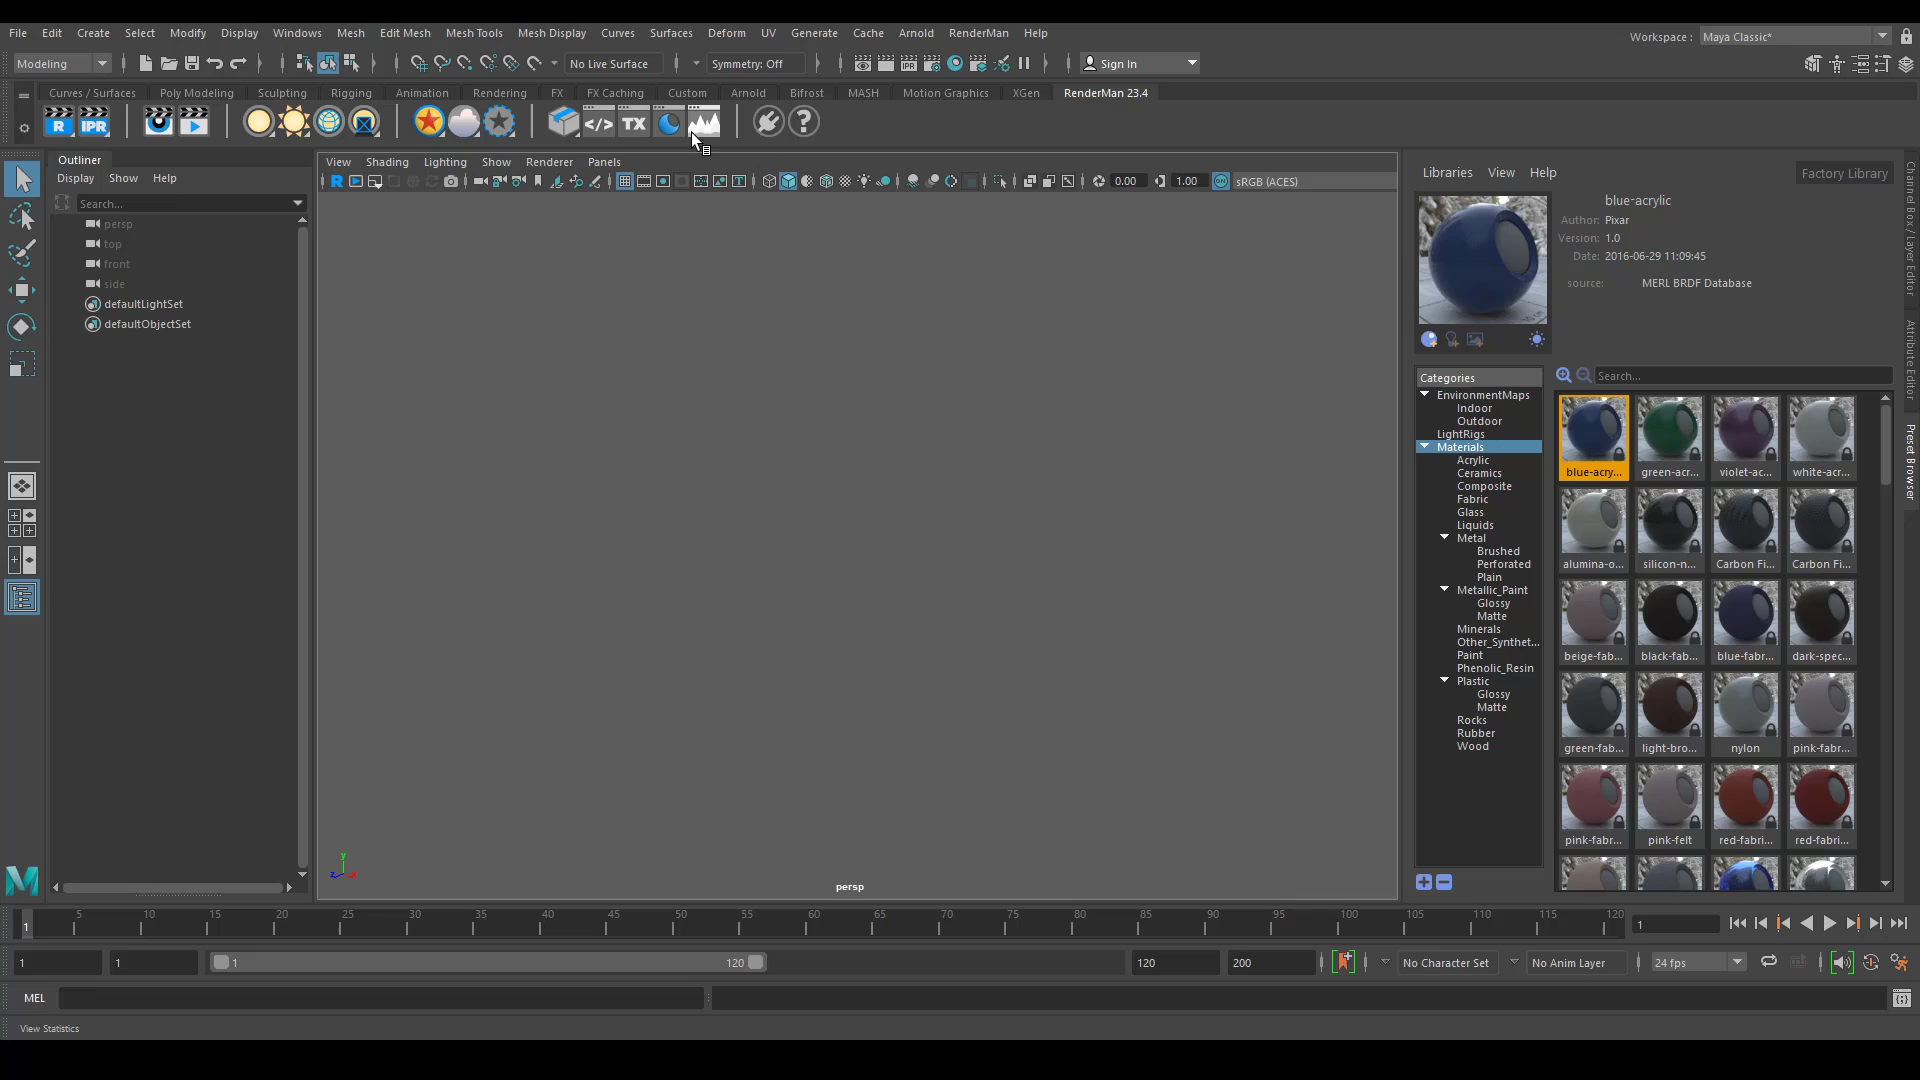 File Edit Create Select Modify Display Windows Mesh Edit Mesh Mesh Tools Mesh Display Curves Surfaces Deform UV Generate Cache Arnold RenderMan Help
Workspace : Maya Classic*
Modeling No Live Surface Symmetry: Off Sign In
Curves / Surfaces Poly Modeling Sculpting Rigging Animation Rendering FX FX Caching Custom Arnold Bifrost MASH Motion Graphics XGen RenderMan 23.4
R IPR </> TX ?
Outliner
Display Show Help
Search...
persp
top
front
side
defaultLightSet
defaultObjectSet
View Shading Lighting Show Renderer Panels
0.00 1.00 sRGB (ACES)
y
z x
persp
Libraries View Help Factory Library
blue-acrylic
Author: Pixar
Version: 1.0
Date: 2016-06-29 11:09:45
source: MERL BRDF Database
Categories
EnvironmentMaps
Indoor
Outdoor
LightRigs
Materials
Acrylic
Ceramics
Composite
Fabric
Glass
Liquids
Metal
Brushed
Perforated
Plain
Metallic_Paint
Glossy
Matte
Minerals
Other_Synthet...
Paint
Phenolic_Resin
Plastic
Glossy
Matte
Rocks
Rubber
Wood
Search...
blue-acry... green-acr... violet-ac... white-acr...
alumina-o... silicon-n... Carbon Fi... Carbon Fi...
beige-fab... black-fab... blue-fabr... dark-spec...
green-fab... light-bro... nylon pink-fabr...
pink-fabr... pink-felt red-fabri... red-fabri...
Channel Box / Layer Editor
Attribute Editor
Preset Browser
1 5 10 15 20 25 30 35 40 45 50 55 60 65 70 75 80 85 90 95 100 105 110 115 120 1
1 1 1 120 120 200 No Character Set No Anim Layer 24 fps
MEL
View Statistics